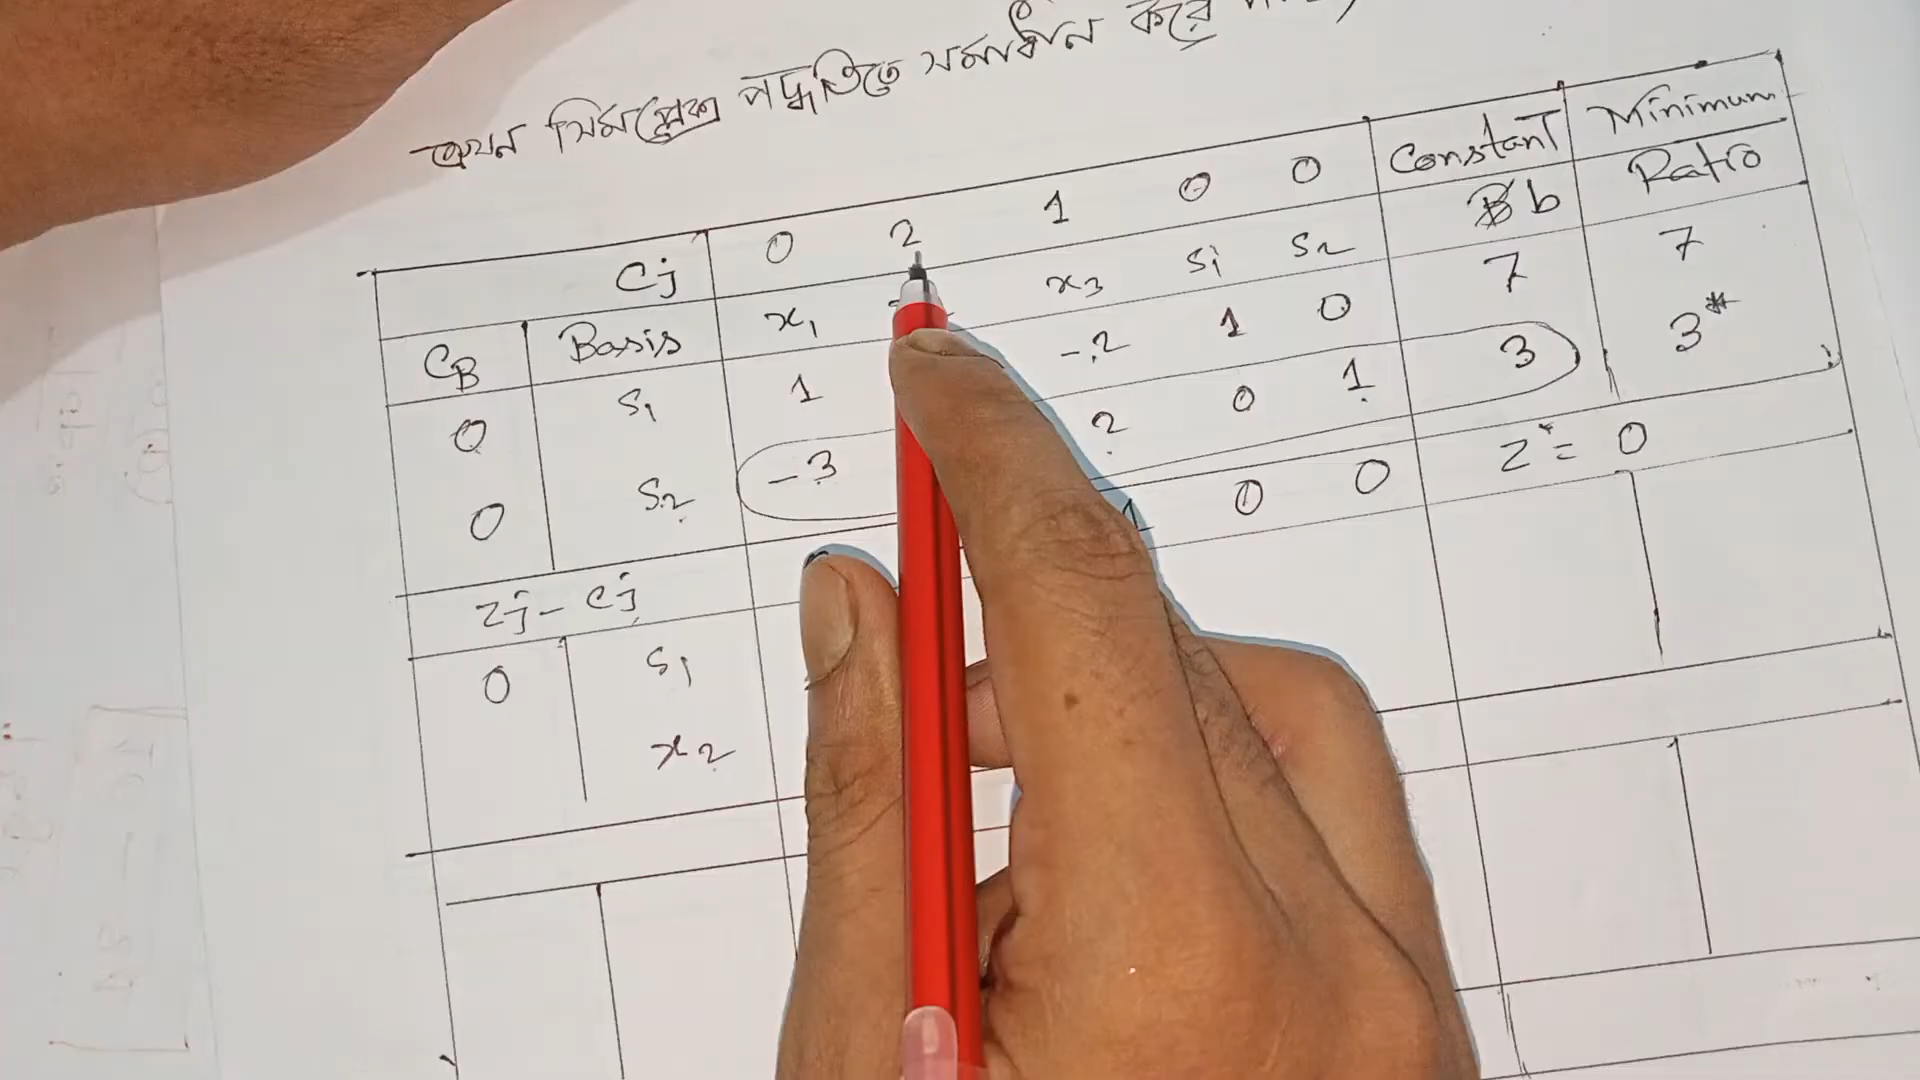 এখন সিমপ্লেক্স পদ্ধতিতে সমাধান করে
Cj 0 2 1 0 0 Constant b Minimum Ratio
CB Basis x₁ x₃ S₁ S₂
0 S₁ 1 -2 1 0 7 7
0 S₂ -3 2 0 1 3 3*
Zj - Cj 0 0 Z = 0
0 S₁
x₂